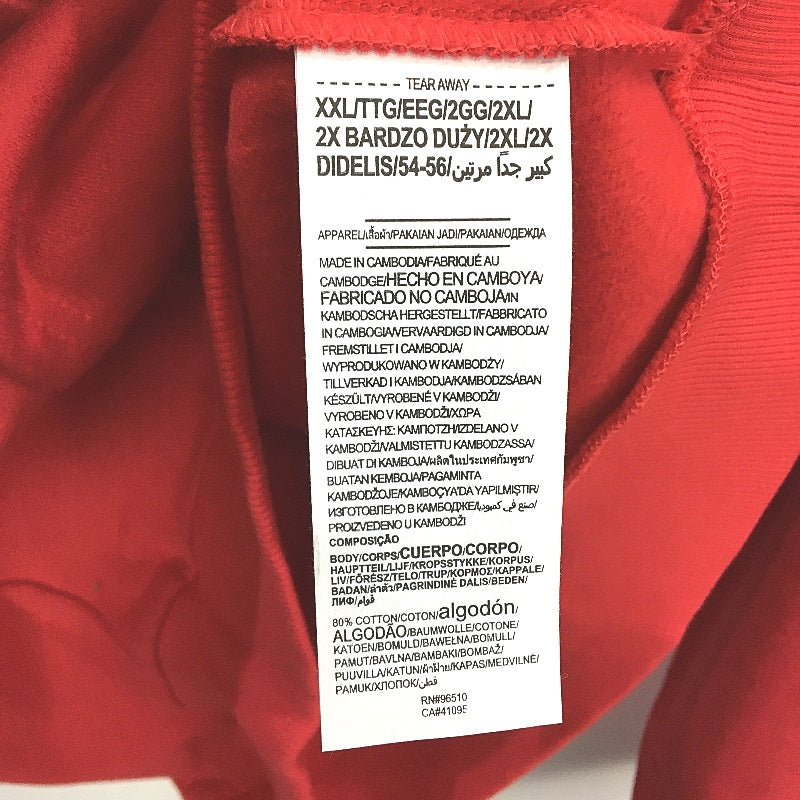 - - - - - - - - TEAR AWAY - - - - - - - -
XXL/TTG/EEG/2GG/2XL/
2X BARDZO DUŻY/2XL/2X
DIDELIS/54-56/كبير جدًا مرتين
APPAREL/เสื้อผ้า/PAKAIAN JADI/PAKAIAN/ОДЕЖДА
MADE IN CAMBODIA/FABRIQUÉ AU
CAMBODGE/HECHO EN CAMBOYA/
FABRICADO NO CAMBOJA/IN
KAMBODSCHA HERGESTELLT/FABBRICATO
IN CAMBOGIA/VERVAARDIGD IN CAMBODJA/
FREMSTILLET I CAMBODJA/
WYPRODUKOWANO W KAMBODŻY/
TILLVERKAD I KAMBODJA/KAMBODZSÁBAN
KÉSZÜLT/VYROBENÉ V KAMBODŽI/
VYROBENO V KAMBODŽI/ΧΩΡΑ
ΚΑΤΑΣΚΕΥΗΣ: ΚΑΜΠΟΤΖΗ/IZDELANO V
KAMBODŽI/VALMISTETTU KAMBODZASSA/
DIBUAT DI KAMBOJA/ผลิตในประเทศกัมพูชา/
BUATAN KEMBOJA/PAGAMINTA
KAMBODŽOJE/KAMBOÇYA'DA YAPILMIŞTIR/
ИЗГОТОВЛЕНО В КАМБОДЖЕ/صنع في كمبوديا/
PROIZVEDENO U KAMBODŽI
COMPOSIÇÃO
BODY/CORPS/CUERPO/CORPO/
HAUPTTEIL/LIJF/KROPSSTYKKE/KORPUS/
LIV/FŐRÉSZ/TELO/TRUP/ΚΟΡΜΟΣ/KAPPALE/
BADAN/ลำตัว/PAGRINDINĖ DALIS/BEDEN/
ЛИФ/قوام/
80% COTTON/COTON/algodón/
ALGODÃO/BAUMWOLLE/COTONE/
KATOEN/BOMULD/BAWEŁNA/BOMULL/
PAMUT/BAVLNA/ΒΑΜΒΑΚΙ/BOMBAŽ/
PUUVILLA/KATUN/ผ้าฝ้าย/KAPAS/MEDVILNĖ/
PAMUK/ХЛОПОК/قطن/
RN#96510
CA#41095